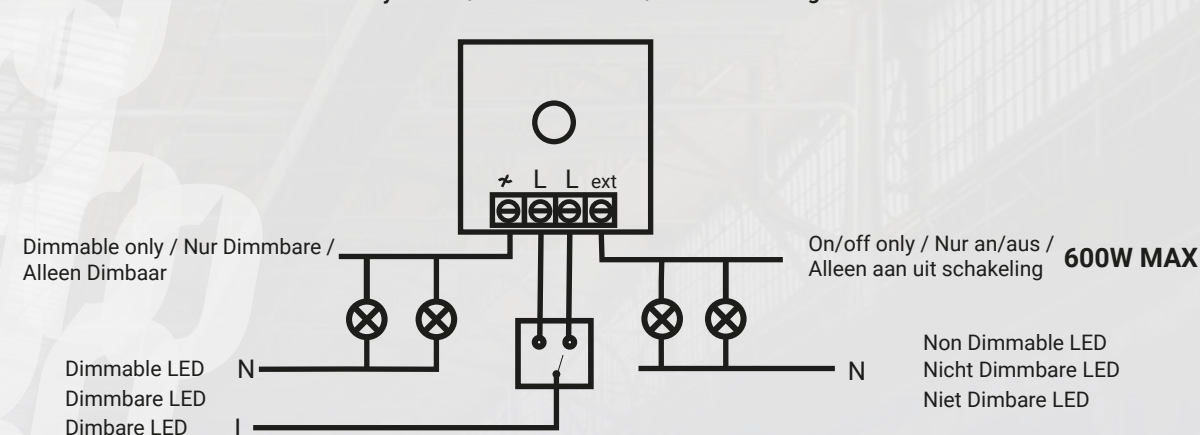 L L ext
Dimmable only / Nur Dimmbare /
Alleen Dimbaar
On/off only / Nur an/aus /
Alleen aan uit schakeling
600W MAX
Dimmable LED
Dimmbare LED
Dimbare LED
N
L
N
Non Dimmable LED
Nicht Dimmbare LED
Niet Dimbare LED